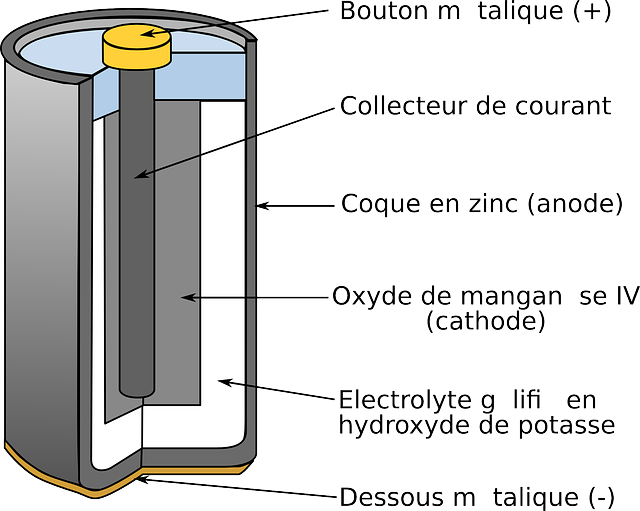 Bouton m talique (+)
Collecteur de courant
Coque en zinc (anode)
Oxyde de mangan se IV
(cathode)
Electrolyte g lifi en
hydroxyde de potasse
Dessous m talique (-)